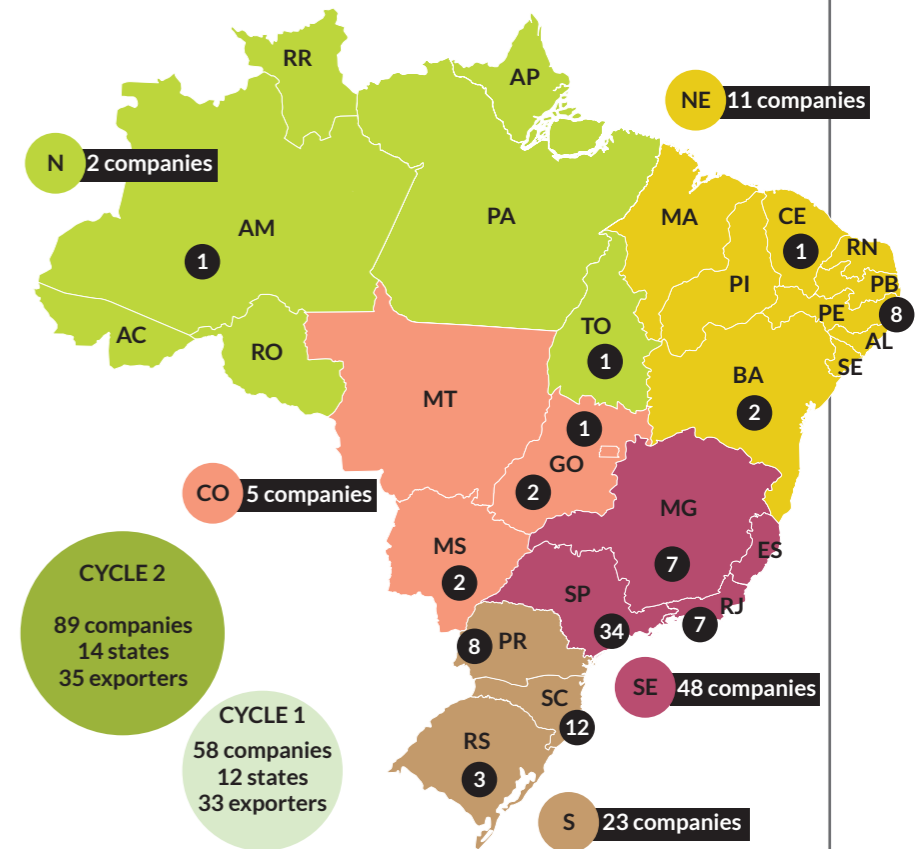 RR
AP
NE 11 companies
N 2 companies
AM
1
PA
MA
CE
1
RN
PI
PB
PE
8
AL
SE
AC
RO
TO
1
BA
2
MT
1
GO
2
CO 5 companies
MG
7
ES
MS
2
SP
34
RJ
7
CYCLE 2
89 companies
14 states
35 exporters
8
PR
SE 48 companies
SC
12
CYCLE 1
58 companies
12 states
33 exporters
RS
3
S 23 companies